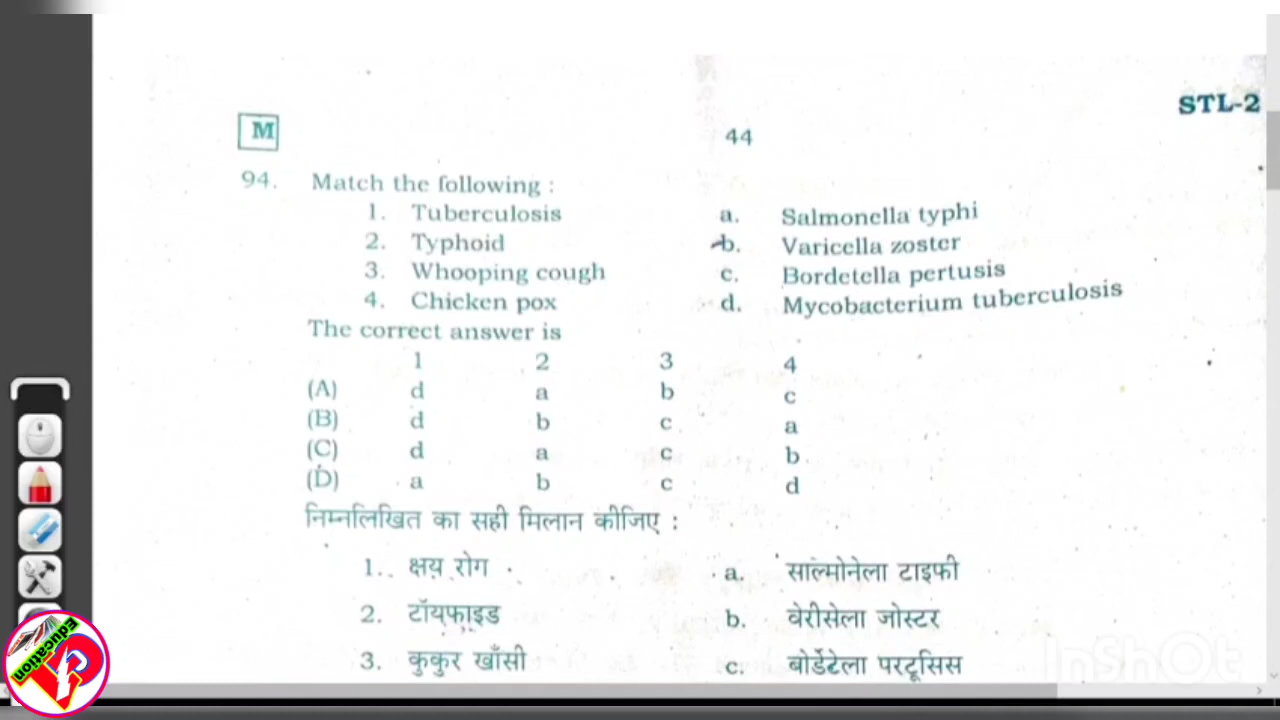 STL-2
M
44
94. Match the following :
1. Tuberculosis a. Salmonella typhi
2. Typhoid b. Varicella zoster
3. Whooping cough c. Bordetella pertusis
4. Chicken pox d. Mycobacterium tuberculosis
The correct answer is
1 2 3 4
(A) d a b c
(B) d b c a
(C) d a c b
(D) a b c d
निम्नलिखित का सही मिलान कीजिए :
1. क्षय रोग a. साल्मोनेला टाइफी
2. टॉयफाइड b. वेरीसेला जोस्टर
3. कुकुर खाँसी c. बोर्डेटेला परटूसिस
InShOt
Education